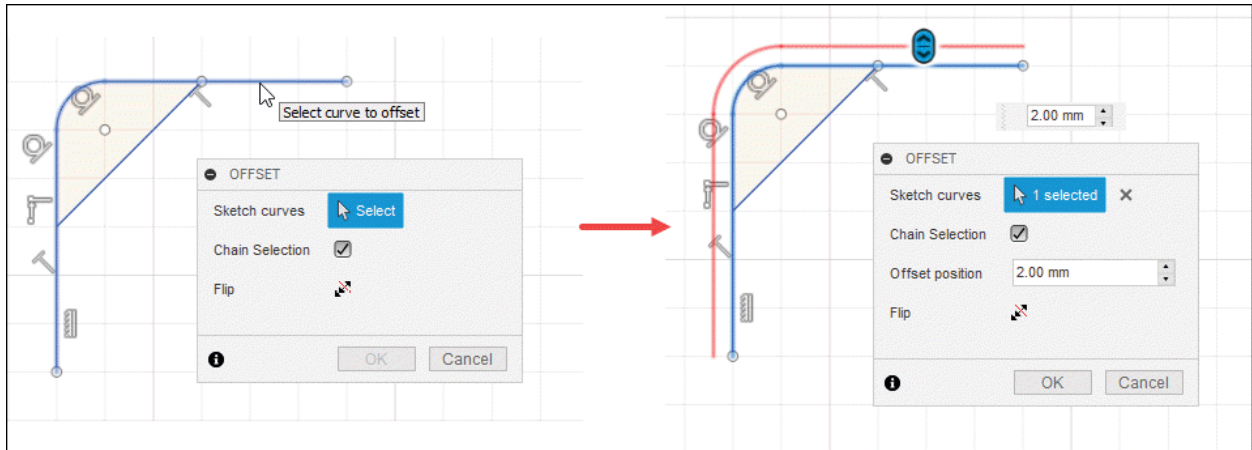 Select curve to offset
OFFSET
Sketch curves Select
Chain Selection
Flip
OK Cancel
2.00 mm
OFFSET
Sketch curves 1 selected
Chain Selection
Offset position 2.00 mm
Flip
OK Cancel